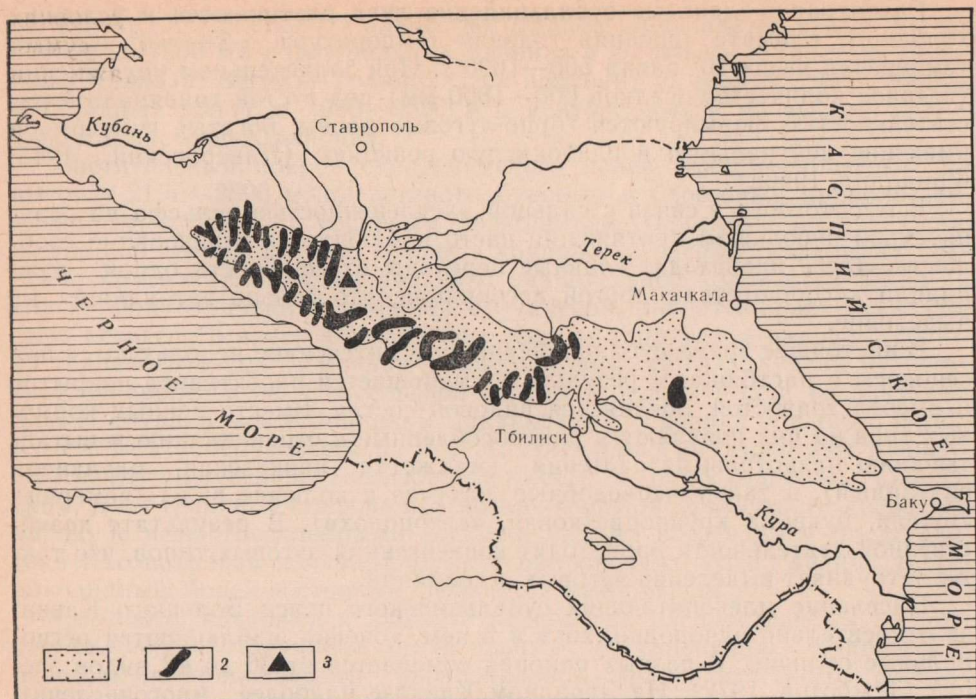 Кубань
Ставрополь
Терек
Махачкала
КАСПИЙСКОЕ МОРЕ
ЧЕРНОЕ МОРЕ
Тбилиси
Кура
Баку
1 2 3